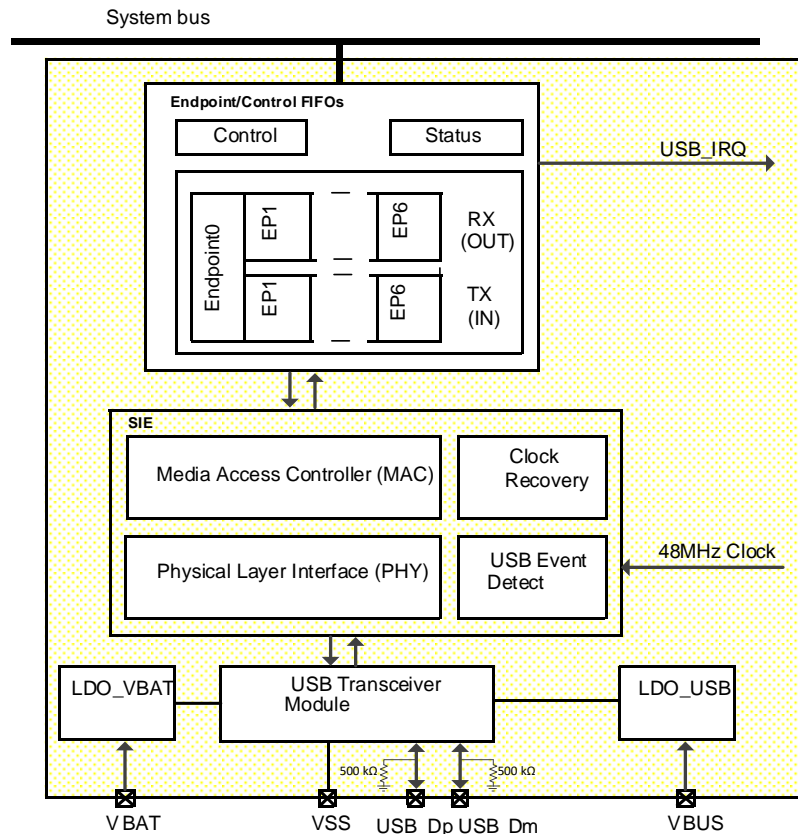 System bus
Endpoint/Control FIFOs
Control
Status
USB_IRQ
Endpoint0
EP1
EP6
RX
(OUT)
EP1
EP6
TX
(IN)
SIE
Media Access Controller (MAC)
Clock
Recovery
48MHz Clock
Physical Layer Interface (PHY)
USB Event
Detect
LDO_VBAT
USB Transceiver
Module
LDO_USB
500 kΩ
500 kΩ
VBAT
VSS
USB_Dp
USB_Dm
VBUS